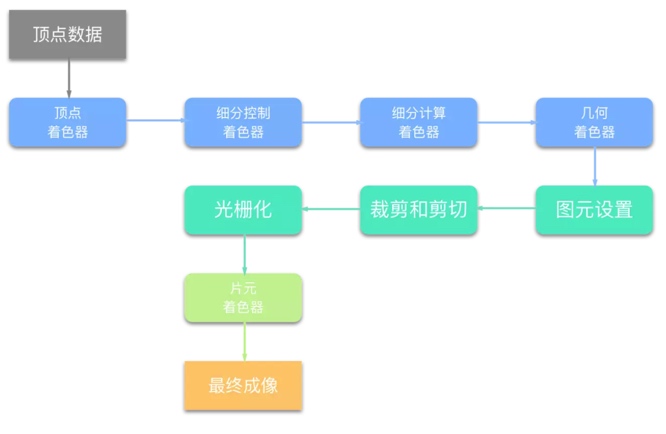 顶点数据
顶点
着色器
细分控制
着色器
细分计算
着色器
几何
着色器
光栅化
裁剪和剪切
图元设置
片元
着色器
最终成像